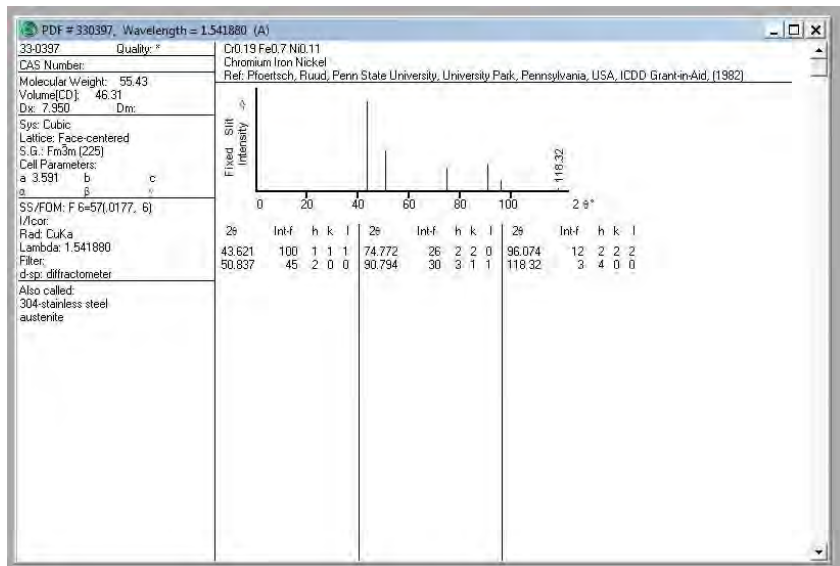 PDF # 330397, Wavelength = 1.541880 (A)
33-0397 Quality: *
CAS Number:
Molecular Weight: 55.43
Volume[CD]: 46.31
Dx: 7.950 Dm:
Sys: Cubic
Lattice: Face-centered
S.G.: Fm3̅m (225)
Cell Parameters:
a 3.591 b c
α β γ
SS/FOM: F 6=57(.0177, 6)
I/Icor:
Rad: CuKa
Lambda: 1.541880
Filter:
d-sp: diffractometer
Also called:
304-stainless steel
austenite
Cr0.19 Fe0.7 Ni0.11
Chromium Iron Nickel
Ref: Pfoertsch, Ruud, Penn State University, University Park, Pennsylvania, USA, ICDD Grant-in-Aid, (1982)
Fixed Slit
Intensity ->
118.32
0 20 40 60 80 100 2 θ°
2θ Int-f h k l 2θ Int-f h k l 2θ Int-f h k l
43.621 100 1 1 1 74.772 26 2 2 0 96.074 12 2 2 2
50.837 45 2 0 0 90.794 30 3 1 1 118.32 3 4 0 0